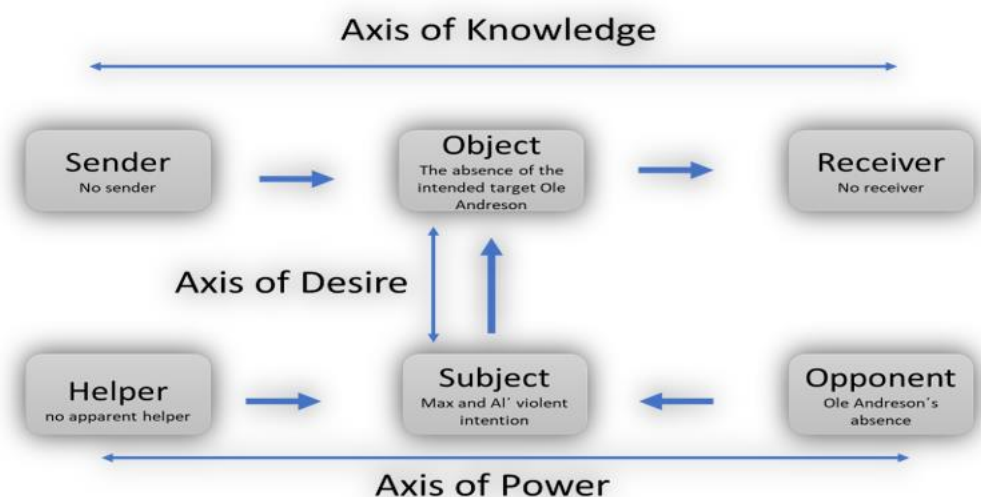 Axis of Knowledge
Sender
No sender
Object
The absence of the
intended target Ole
Andreson
Receiver
No receiver
Axis of Desire
Helper
no apparent helper
Subject
Max and Al´ violent
intention
Opponent
Ole Andreson´s
absence
Axis of Power